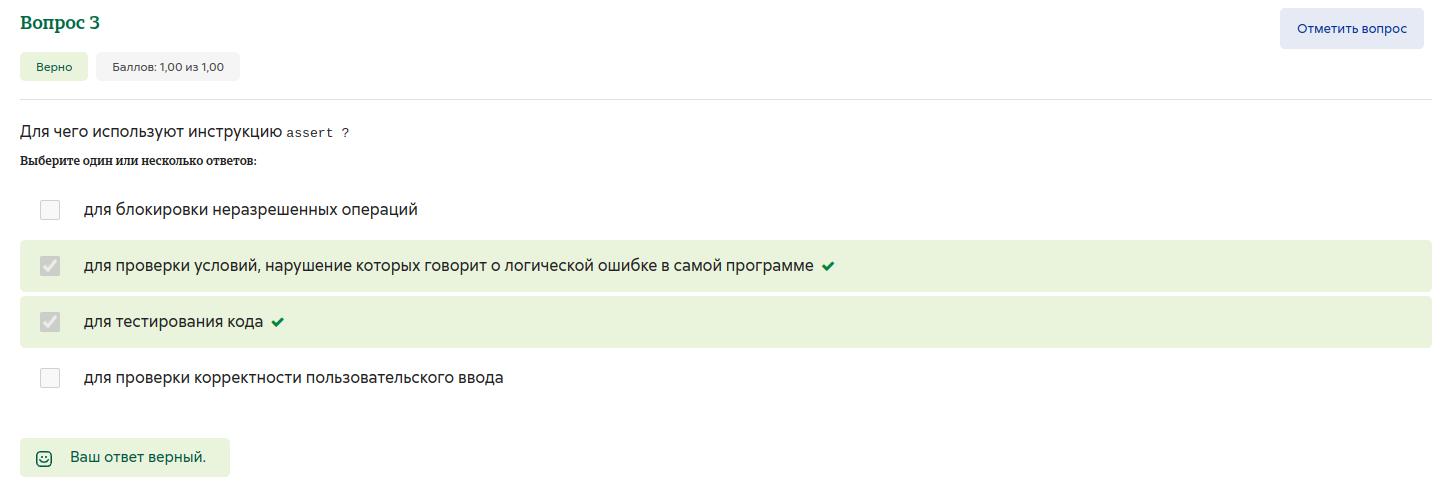 Вопрос 3
Отметить вопрос
Верно
Баллов: 1,00 из 1,00
Для чего используют инструкцию assert ?
Выберите один или несколько ответов:
для блокировки неразрешенных операций
для проверки условий, нарушение которых говорит о логической ошибке в самой программе
для тестирования кода
для проверки корректности пользовательского ввода
Ваш ответ верный.